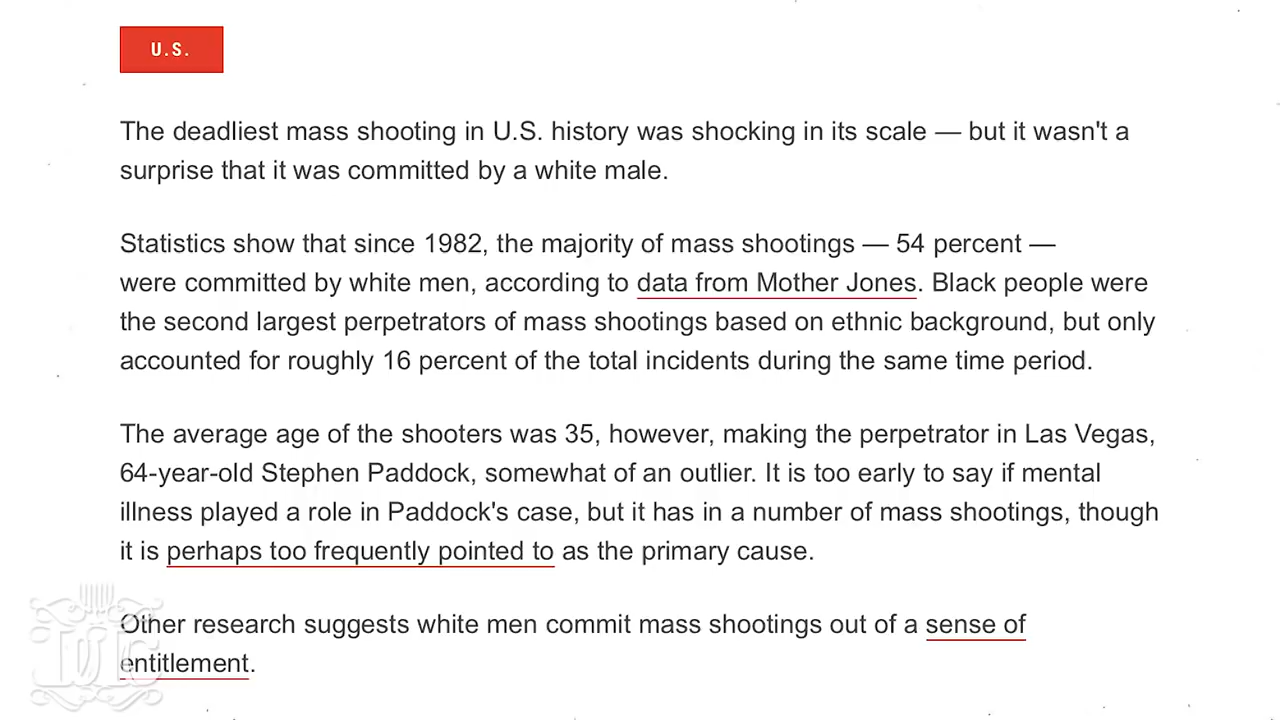 U.S.
The deadliest mass shooting in U.S. history was shocking in its scale — but it wasn't a
surprise that it was committed by a white male.
Statistics show that since 1982, the majority of mass shootings — 54 percent —
were committed by white men, according to data from Mother Jones. Black people were
the second largest perpetrators of mass shootings based on ethnic background, but only
accounted for roughly 16 percent of the total incidents during the same time period.
The average age of the shooters was 35, however, making the perpetrator in Las Vegas,
64-year-old Stephen Paddock, somewhat of an outlier. It is too early to say if mental
illness played a role in Paddock's case, but it has in a number of mass shootings, though
it is perhaps too frequently pointed to as the primary cause.
Other research suggests white men commit mass shootings out of a sense of
entitlement.